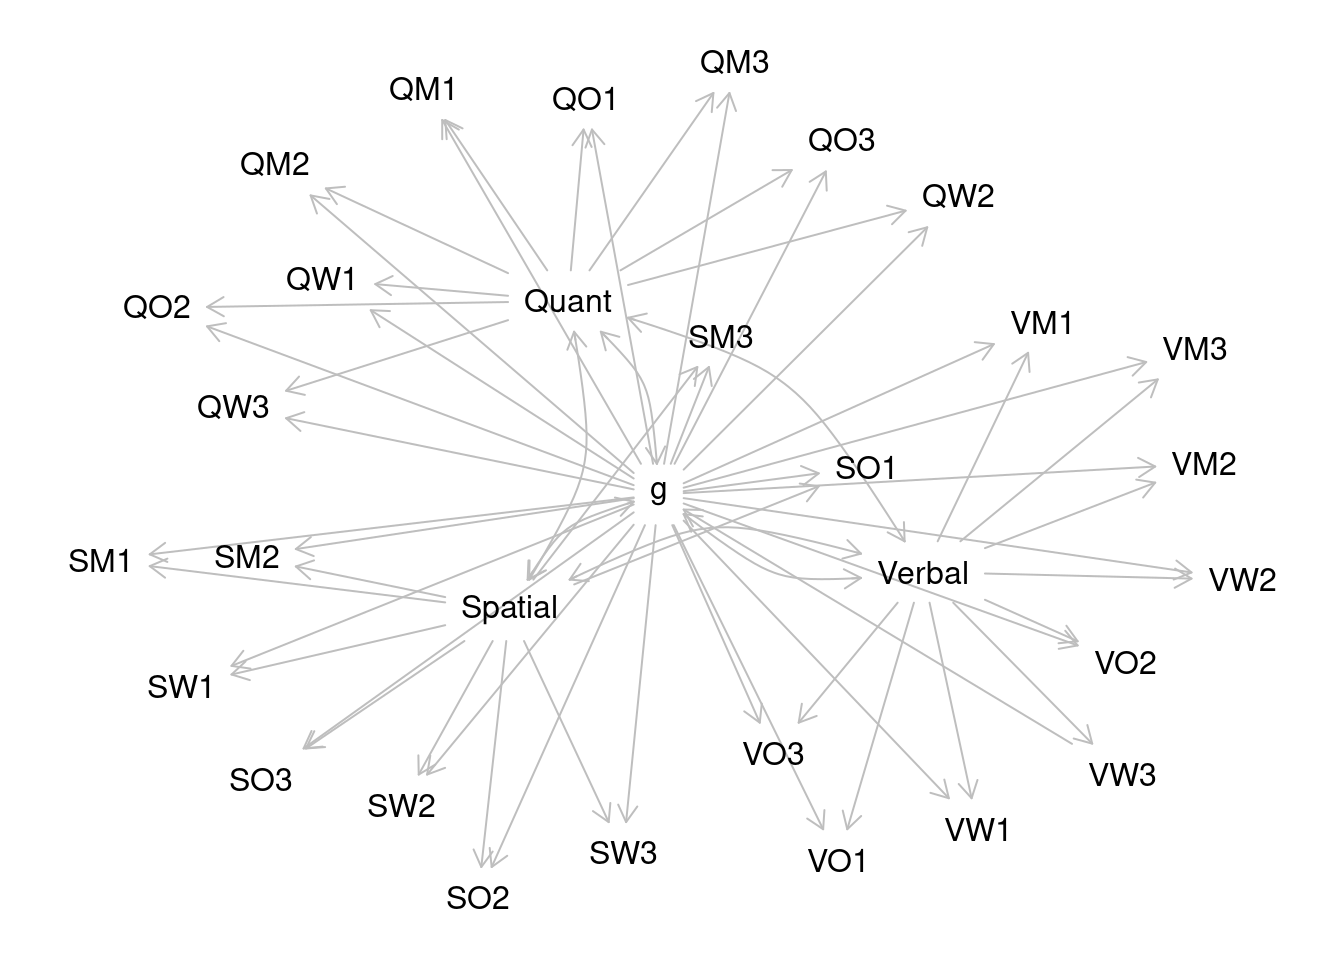 QM3
QM1
QO1
QO3
QM2
QW2
QW1
Quant
QO2
VM1
SM3
VM3
QW3
SO1
VM2
g
SM1
SM2
Verbal
VW2
Spatial
VO2
SW1
VO3
VW3
SO3
SW2
VW1
SW3
VO1
SO2